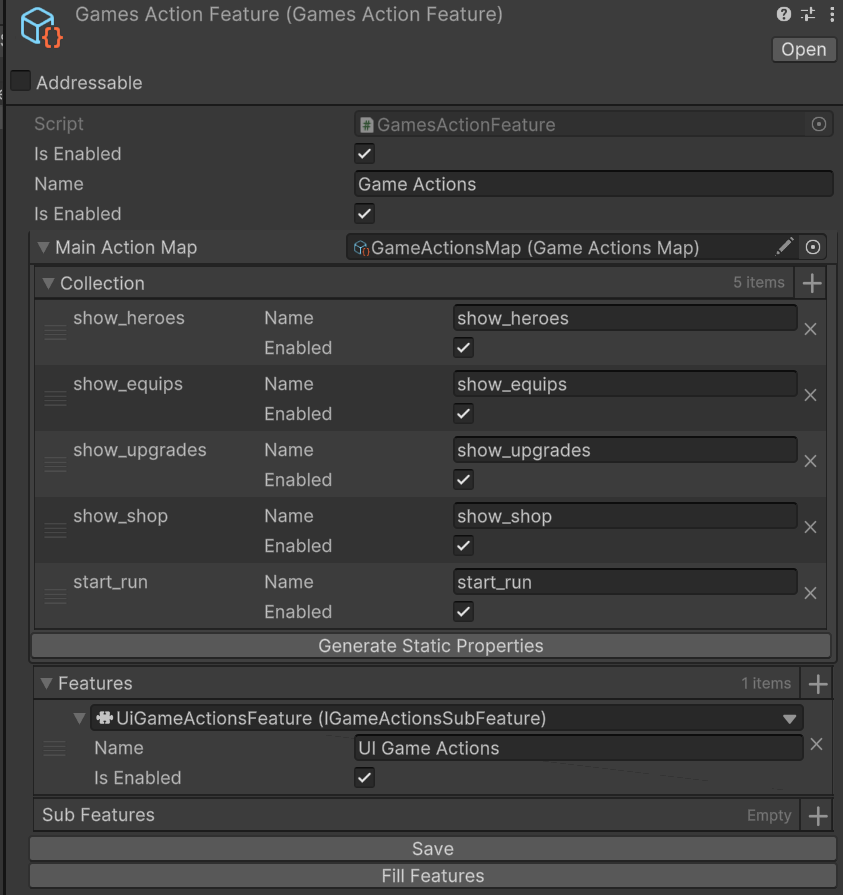 Games Action Feature (Games Action Feature)
Open
Addressable
Script
GamesActionFeature
Is Enabled
Name
Game Actions
Is Enabled
Main Action Map
GameActionsMap (Game Actions Map)
Collection
5 items
show_heroes
Name
show_heroes
Enabled
show_equips
Name
show_equips
Enabled
show_upgrades
Name
show_upgrades
Enabled
show_shop
Name
show_shop
Enabled
start_run
Name
start_run
Enabled
Generate Static Properties
Features
1 items
UiGameActionsFeature (IGameActionsSubFeature)
Name
UI Game Actions
Is Enabled
Sub Features
Empty
Save
Fill Features